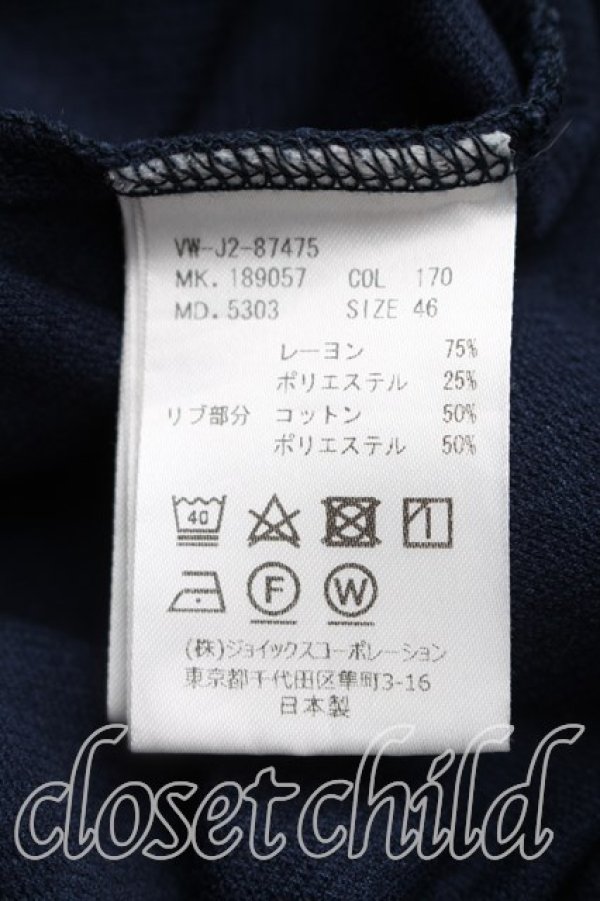 VW-J2-87475
MK. 189057 COL 170
MD. 5303 SIZE 46
レーヨン 75%
ポリエステル 25%
リブ部分 コットン 50%
ポリエステル 50%
40
F W
(株)ジョイックスコーポレーション
東京都千代田区隼町3-16
日本製
closetchild